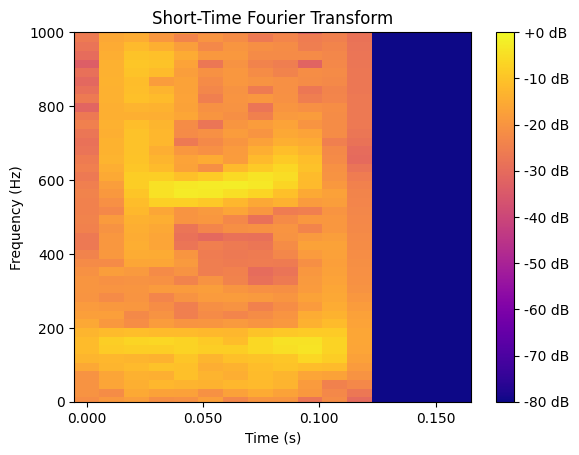 Short-Time Fourier Transform
1000
800
600
400
200
0
Frequency (Hz)
0.000
0.050
0.100
0.150
Time (s)
+0 dB
-10 dB
-20 dB
-30 dB
-40 dB
-50 dB
-60 dB
-70 dB
-80 dB